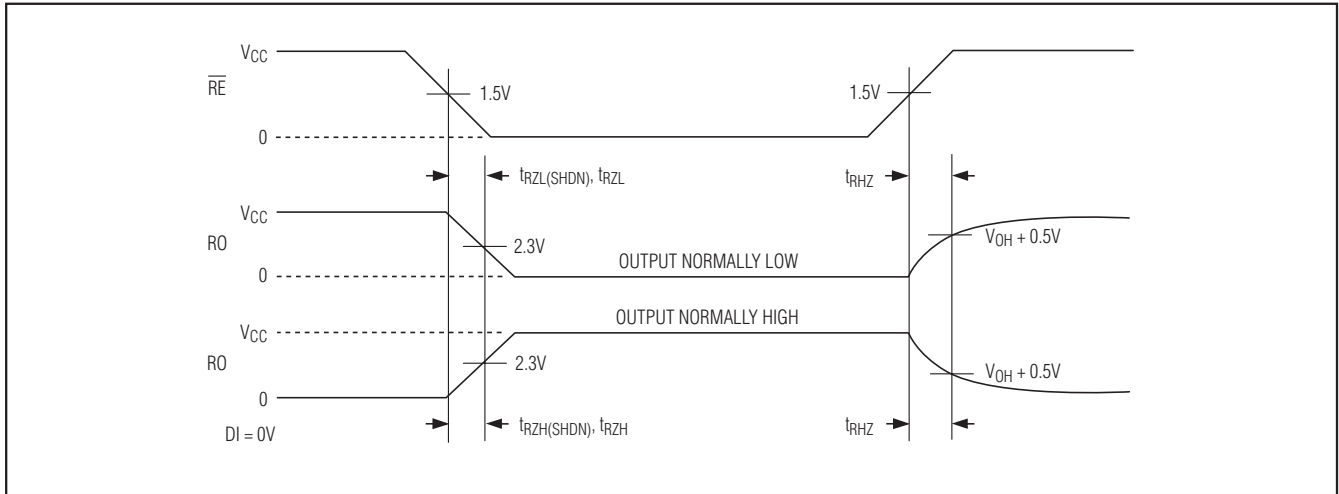 VCC
RE
1.5V
1.5V
0
tRZL(SHDN), tRZL
tRHZ
VCC
RO
2.3V
VOH + 0.5V
OUTPUT NORMALLY LOW
0
OUTPUT NORMALLY HIGH
VCC
RO
2.3V
VOH + 0.5V
0
tRZH(SHDN), tRZH
tRHZ
DI = 0V